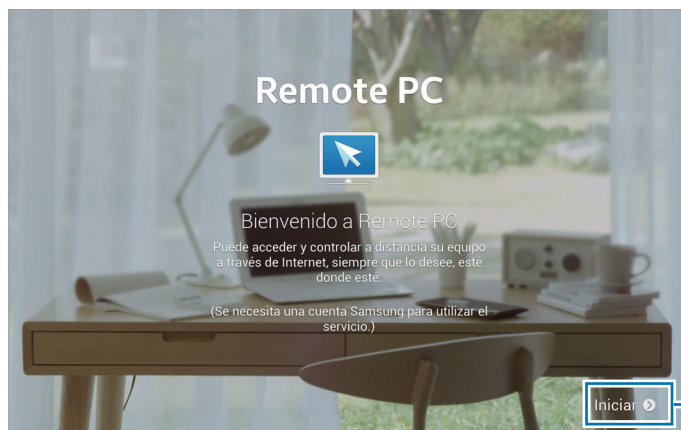 Remote PC
Bienvenido a Remote PC
Puede acceder y controlar a distancia su equipo
a través de Internet, siempre que lo desee, esté
donde esté.
(Se necesita una cuenta Samsung para utilizar el
servicio.)
Iniciar